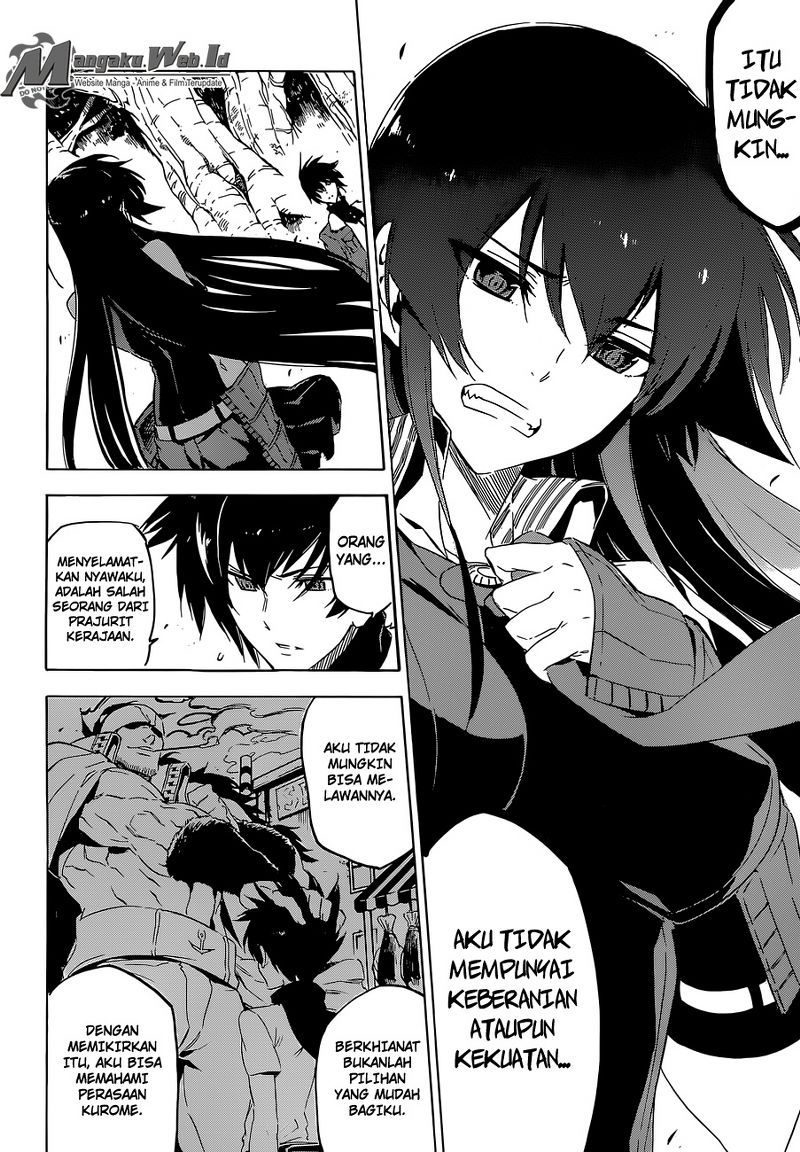 Mangaku.Web.Id
Website Manga - Anime & Film Terupdate
ITU
TIDAK
MUNG-
KIN...
AKU TIDAK
MEMPUNYAI
KEBERANIAN
ATAUPUN
KEKUATAN...
ORANG
YANG...
MENYELAMAT-
KAN NYAWAKU,
ADALAH SALAH
SEORANG DARI
PRAJURIT
KERAJAAN.
AKU TIDAK
MUNGKIN
BISA ME-
LAWANNYA.
BERKHIANAT
BUKANLAH
PILIHAN
YANG MUDAH
BAGIKU.
DENGAN
MEMIKIRKAN
ITU, AKU BISA
MEMAHAMI
PERASAAN
KUROME.